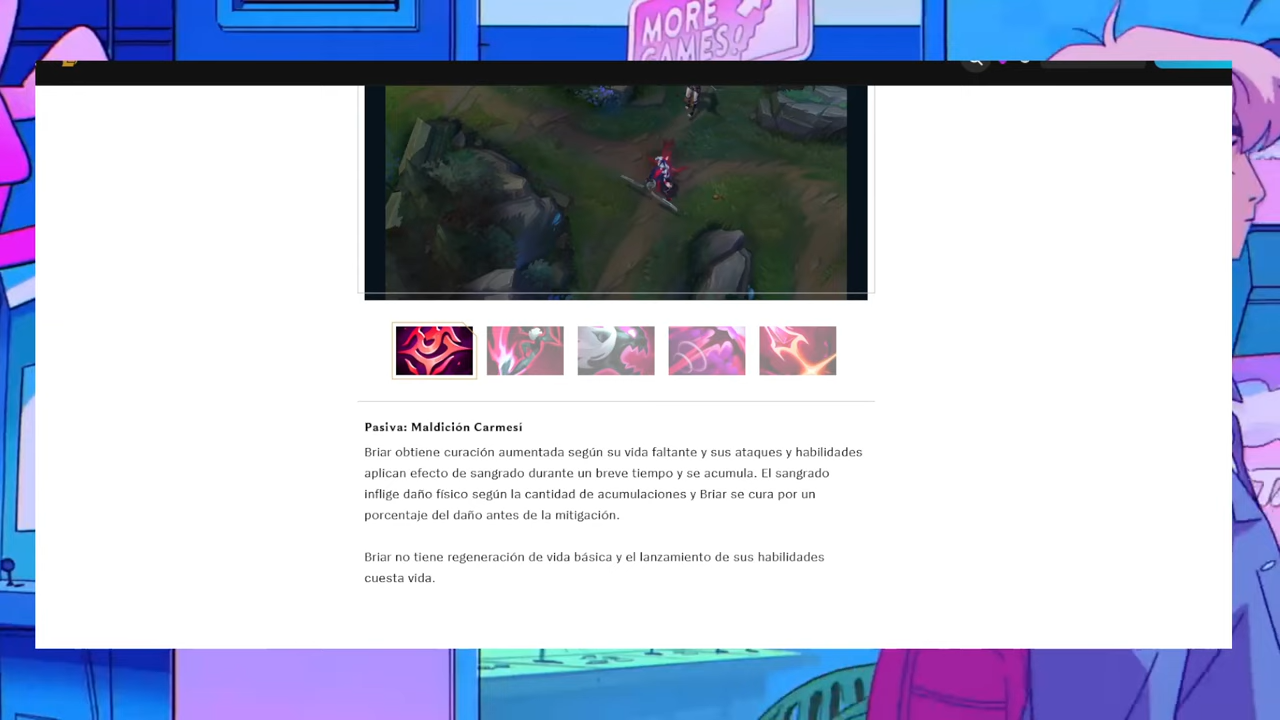 MORE
GAMES!
Pasiva: Maldición Carmesí
Briar obtiene curación aumentada según su vida faltante y sus ataques y habilidades
aplican efecto de sangrado durante un breve tiempo y se acumula. El sangrado
inflige daño físico según la cantidad de acumulaciones y Briar se cura por un
porcentaje del daño antes de la mitigación.
Briar no tiene regeneración de vida básica y el lanzamiento de sus habilidades
cuesta vida.